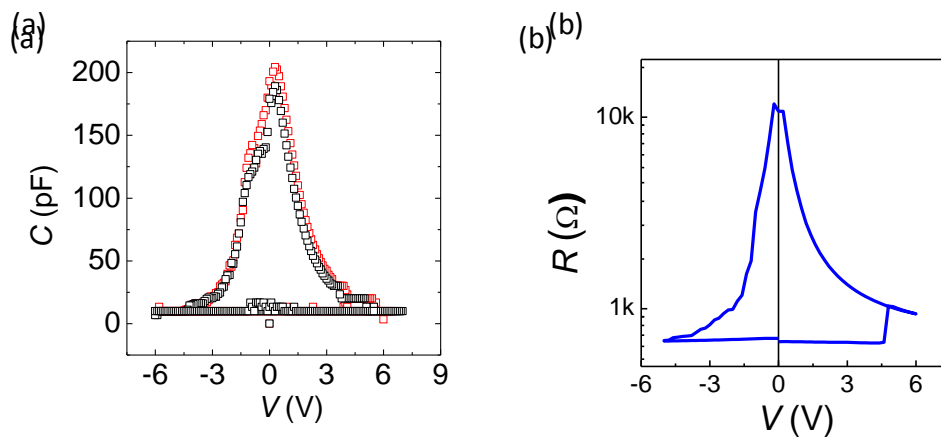 (a)
(a)
(b)
(b)
200
150
100
50
0
C (pF)
-6 -3 0 3 6 9
V (V)
10k
1k
R (Ω)
-6 -3 0 3 6
V (V)